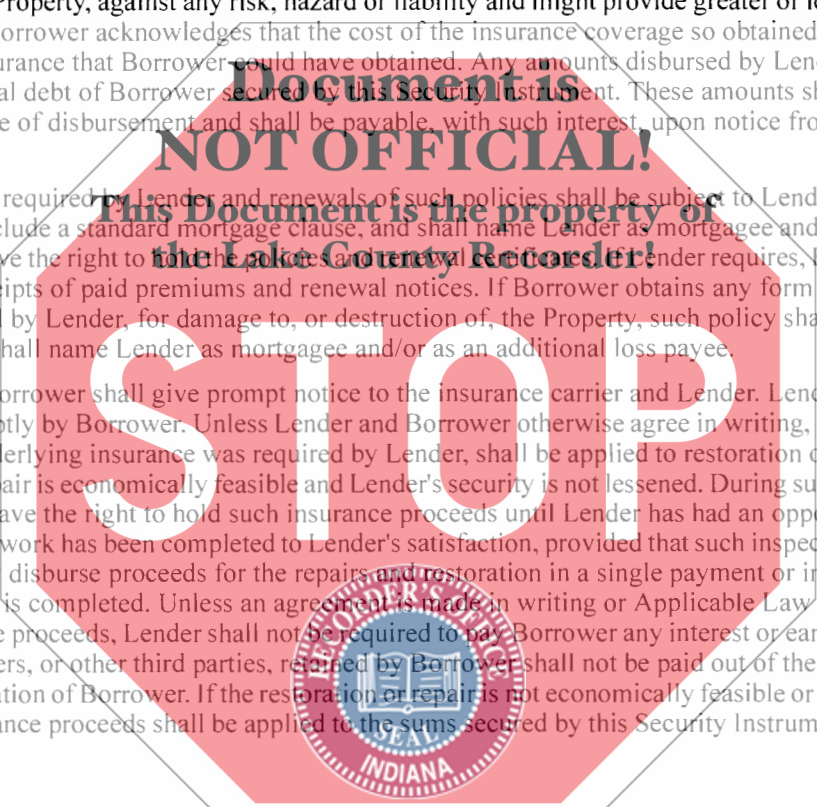 Property, against any risk, hazard or liability and might provide greater or
orrower acknowledges that the cost of the insurance coverage so obtained
urance that Borrower could have obtained. Any amounts disbursed by
Document is
al debt of Borrower secured by this Security Instrument. These amounts
e of disbursement and shall be payable, with such interest, upon notice
NOT OFFICIAL!
required by Lender and renewals of such policies shall be subject to
This Document is the property of
clude a standard mortgage clause, and shall name Lender as mortgagee and
ve the right to hold the policies and renewal certificates. If Lender requires,
the Lake County Recorder!
ipts of paid premiums and renewal notices. If Borrower obtains any form
by Lender, for damage to, or destruction of, the Property, such policy
hall name Lender as mortgagee and/or as an additional loss payee.
STOP
orrower shall give prompt notice to the insurance carrier and Lender.
ptly by Borrower. Unless Lender and Borrower otherwise agree in writing,
erlying insurance was required by Lender, shall be applied to restoration
pair is economically feasible and Lender's security is not lessened. During
ave the right to hold such insurance proceeds until Lender has had an
work has been completed to Lender's satisfaction, provided that such
disburse proceeds for the repairs and restoration in a single payment or
is completed. Unless an agreement is made in writing or Applicable Law
e proceeds, Lender shall not be required to pay Borrower any interest or
ers, or other third parties, retained by Borrower shall not be paid out of the
ation of Borrower. If the restoration or repair is not economically feasible or
ance proceeds shall be applied to the sums secured by this Security
RECORDER'S OFFICE
SEAL
INDIANA